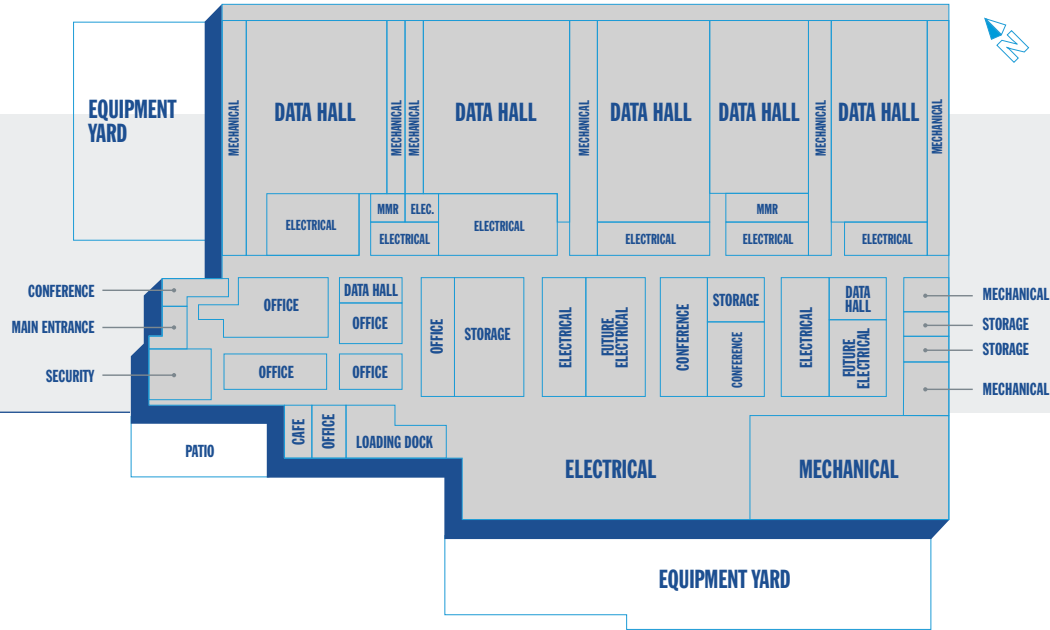 N
EQUIPMENT
YARD
MECHANICAL
DATA HALL
MECHANICAL
MECHANICAL
DATA HALL
MECHANICAL
DATA HALL
DATA HALL
MECHANICAL
DATA HALL
MECHANICAL
ELECTRICAL
MMR
ELEC.
ELECTRICAL
ELECTRICAL
ELECTRICAL
MMR
ELECTRICAL
ELECTRICAL
CONFERENCE
MAIN ENTRANCE
SECURITY
OFFICE
DATA HALL
OFFICE
OFFICE
OFFICE
OFFICE
STORAGE
ELECTRICAL
FUTURE
ELECTRICAL
CONFERENCE
STORAGE
CONFERENCE
ELECTRICAL
DATA
HALL
FUTURE
ELECTRICAL
MECHANICAL
STORAGE
STORAGE
MECHANICAL
PATIO
CAFE
OFFICE
LOADING DOCK
ELECTRICAL
MECHANICAL
EQUIPMENT YARD